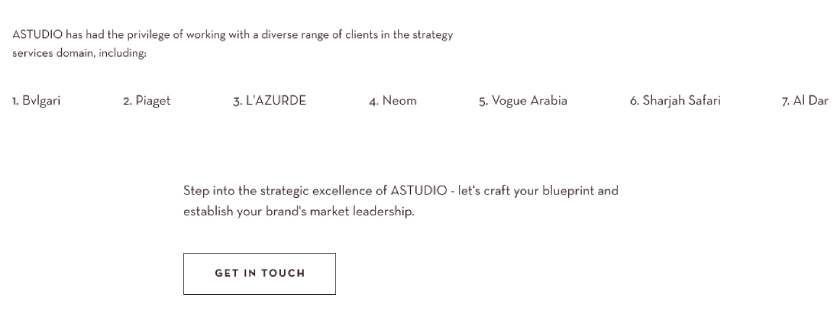 ASTUDIO has had the privilege of working with a diverse range of clients in the strategy
services domain, including:
1. Bvlgari 2. Piaget 3. L'AZURDE 4. Neom 5. Vogue Arabia 6. Sharjah Safari 7. Al Dar
Step into the strategic excellence of ASTUDIO - let's craft your blueprint and
establish your brand's market leadership.
GET IN TOUCH